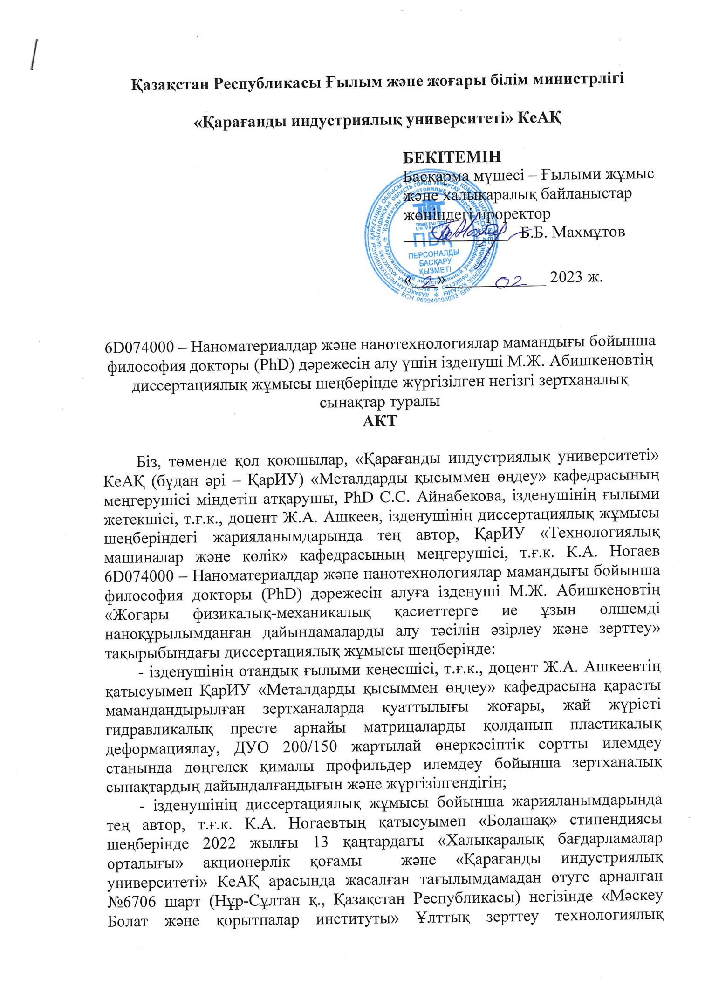 Қазақстан Республикасы Ғылым және жоғары білім министрлігі
«Қарағанды индустриялық университеті» КеАҚ
БЕКІТЕМІН
Басқарма мүшесі – Ғылыми жұмыс
және халықаралық байланыстар
жөніндегі проректор
Б.Б. Махмұтов
«2» 02 2023 ж.
TEMIRTAU TECH
UNIVERSITY
ПБҚ
ПЕРСОНАЛДЫ
БАСҚАРУ
ҚЫЗМЕТІ
6D074000 – Наноматериалдар және нанотехнологиялар мамандығы бойынша
философия докторы (PhD) дәрежесін алу үшін ізденуші М.Ж. Абишкеновтің
диссертациялық жұмысы шеңберінде жүргізілген негізгі зертханалық
сынақтар туралы
АКТ
Біз, төменде қол қоюшылар, «Қарағанды индустриялық университеті»
КеАҚ (бұдан әрі – ҚарИУ) «Металдарды қысыммен өңдеу» кафедрасының
меңгерушісі міндетін атқарушы, PhD С.С. Айнабекова, ізденушінің ғылыми
жетекшісі, т.ғ.к., доцент Ж.А. Ашкеев, ізденушінің диссертациялық жұмысы
шеңберіндегі жарияланымдарында тең автор, ҚарИУ «Технологиялық
машиналар және көлік» кафедрасының меңгерушісі, т.ғ.к. К.А. Ногаев
6D074000 – Наноматериалдар және нанотехнологиялар мамандығы бойынша
философия докторы (PhD) дәрежесін алуға ізденуші М.Ж. Абишкеновтің
«Жоғары физикалық-механикалық қасиеттерге ие ұзын өлшемді
наноқұрылымданған дайындамаларды алу тәсілін әзірлеу және зерттеу»
тақырыбындағы диссертациялық жұмысы шеңберінде:
- ізденушінің отандық ғылыми кеңесшісі, т.ғ.к., доцент Ж.А. Ашкеевтің
қатысуымен ҚарИУ «Металдарды қысыммен өңдеу» кафедрасына қарасты
мамандандырылған зертханаларда қуаттылығы жоғары, жай жүрісті
гидравликалық престе арнайы матрицаларды қолданып пластикалық
деформациялау, ДУО 200/150 жартылай өнеркәсіптік сортты илемдеу
станында дөңгелек қималы профильдер илемдеу бойынша зертханалық
сынақтардың дайындалғандығын және жүргізілгендігін;
- ізденушінің диссертациялық жұмысы бойынша жарияланымдарында
тең автор, т.ғ.к. К.А. Ногаевтың қатысуымен «Болашақ» стипендиясы
шеңберінде 2022 жылғы 13 қаңтардағы «Халықаралық бағдарламалар
орталығы» акционерлік қоғамы және «Қарағанды индустриялық
университеті» КеАҚ арасында жасалған тағылымдамадан өтуге арналған
№6706 шарт (Нұр-Сұлтан қ., Қазақстан Республикасы) негізінде «Мәскеу
Болат және қорытпалар институты» Ұлттық зерттеу технологиялық